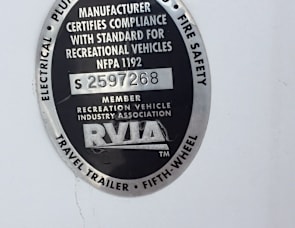 ELECTRICAL • PLU
• FIRE SAFETY
MANUFACTURER
CERTIFIES COMPLIANCE
WITH STANDARD FOR
RECREATIONAL VEHICLES
NFPA 1192
S 2597268
MEMBER
RECREATION VEHICLE
INDUSTRY ASSOCIATION
RVIA
TM
TRAVEL TRAILER • FIFTH-WHEEL